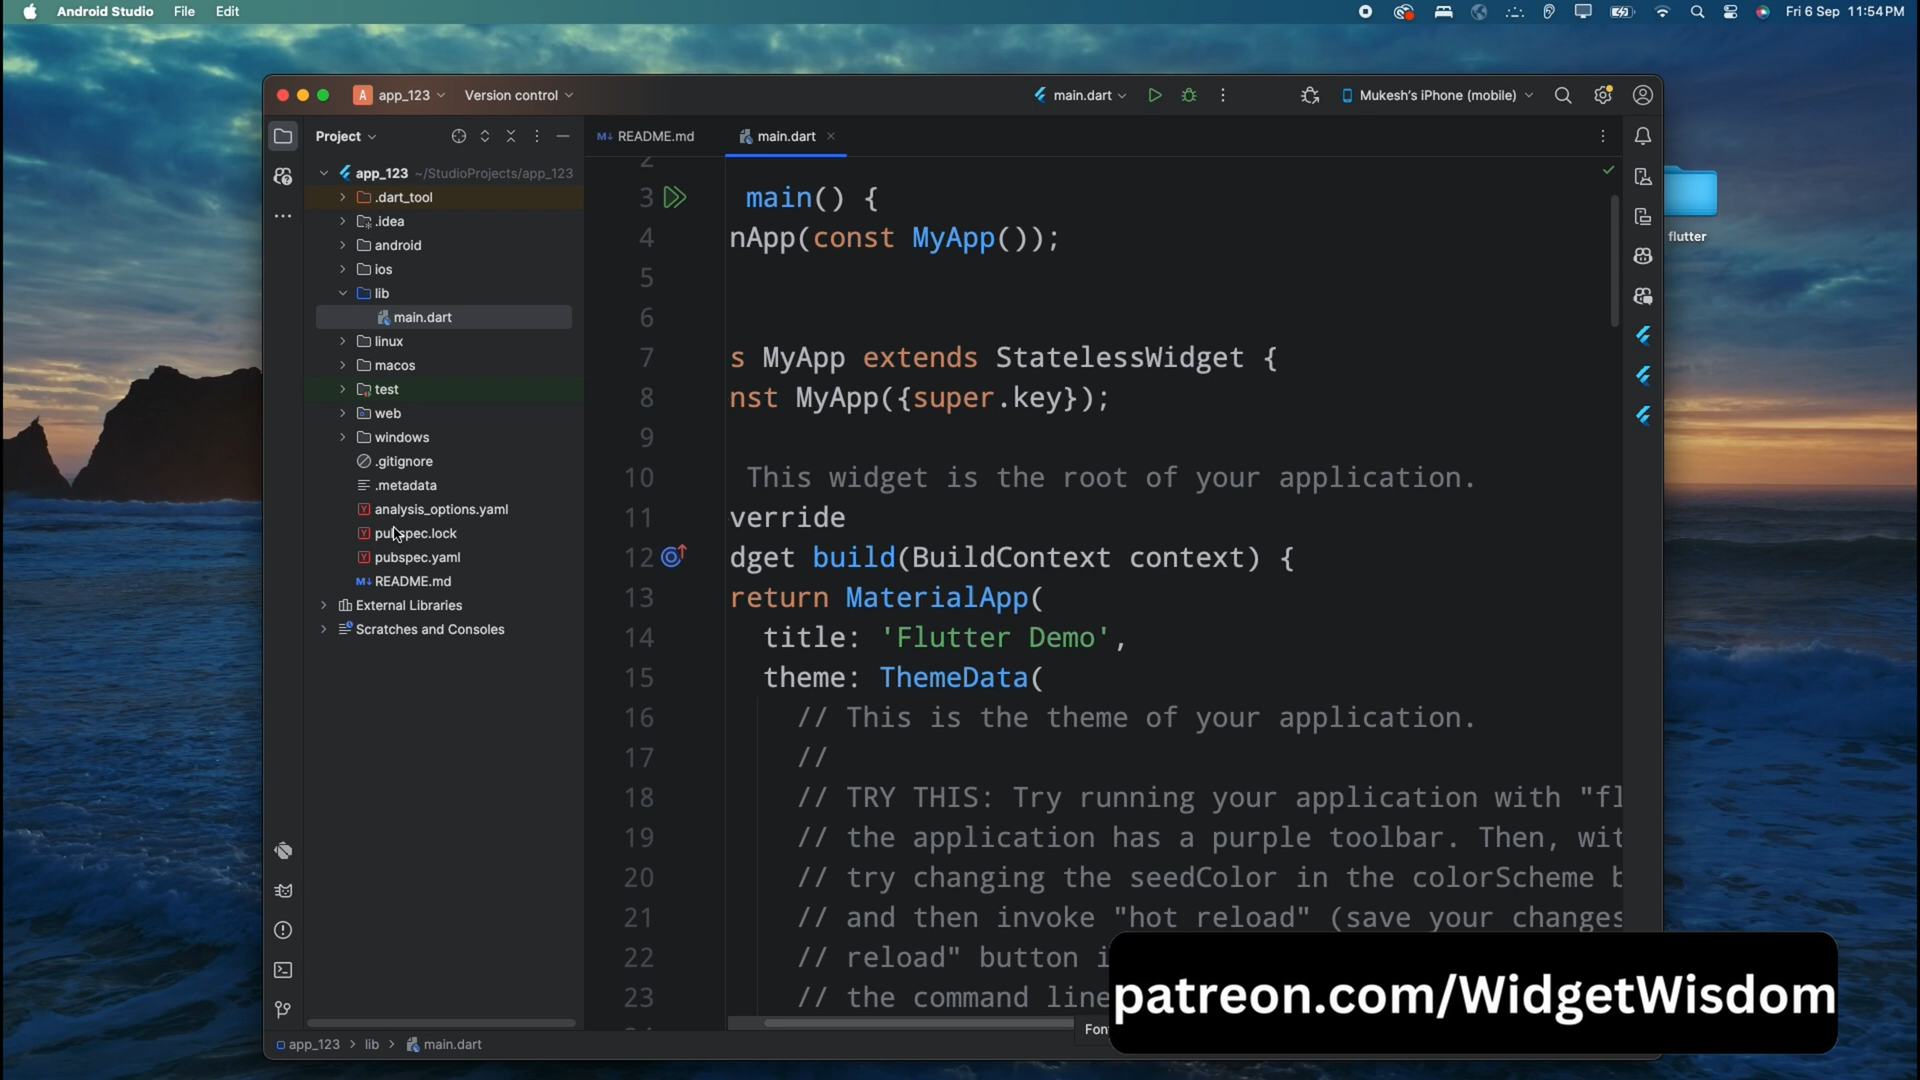 Android Studio File Edit
Fri 6 Sep 11:54 PM
A app_123 Version control
main.dart
Mukesh's iPhone (mobile)
Project
app_123 ~/StudioProjects/app_123
.dart_tool
.idea
android
ios
lib
main.dart
linux
macos
test
web
windows
.gitignore
.metadata
analysis_options.yaml
pubspec.lock
pubspec.yaml
M↓ README.md
External Libraries
Scratches and Consoles
M↓ README.md main.dart
2
3 main() {
4 nApp(const MyApp());
5
6
7 s MyApp extends StatelessWidget {
8 nst MyApp({super.key});
9
10 This widget is the root of your application.
11 verride
12 dget build(BuildContext context) {
13 return MaterialApp(
14 title: 'Flutter Demo',
15 theme: ThemeData(
16 // This is the theme of your application.
17 //
18 // TRY THIS: Try running your application with "fl
19 // the application has a purple toolbar. Then, wit
20 // try changing the seedColor in the colorScheme b
21 // and then invoke "hot reload" (save your changes
22 // reload" button i
23 // the command line
Fon
app_123 > lib > main.dart
flutter
patreon.com/WidgetWisdom